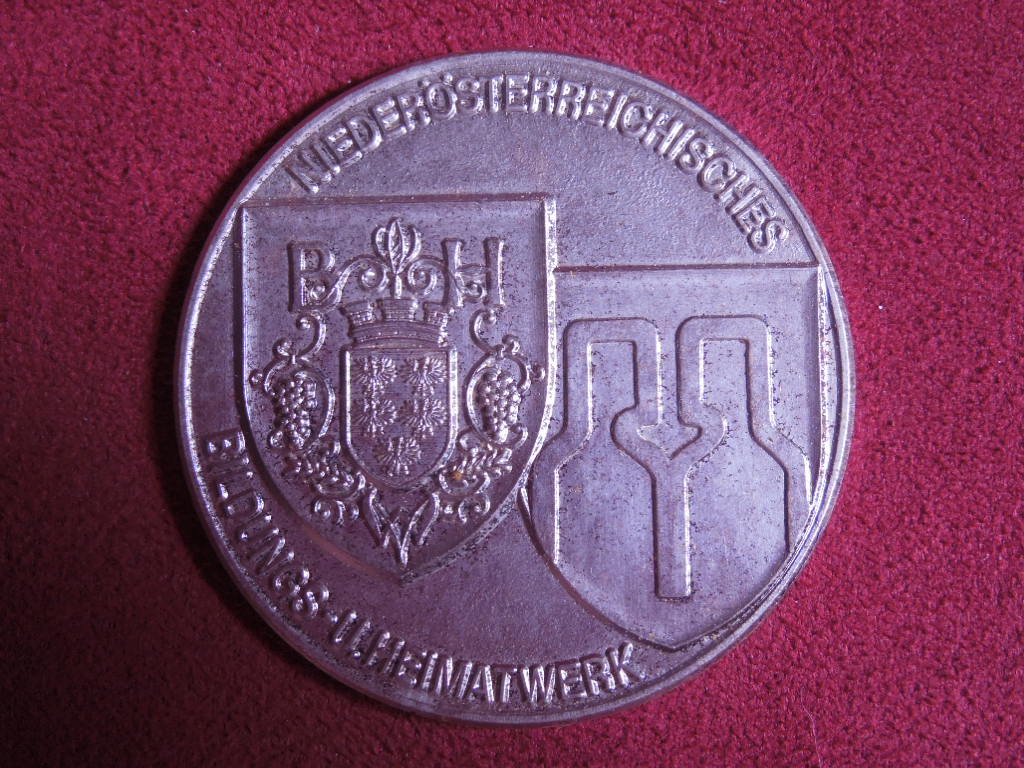 NIEDERÖSTERREICHISCHES
B H
W
BILDUNGS-U.HEIMATWERK